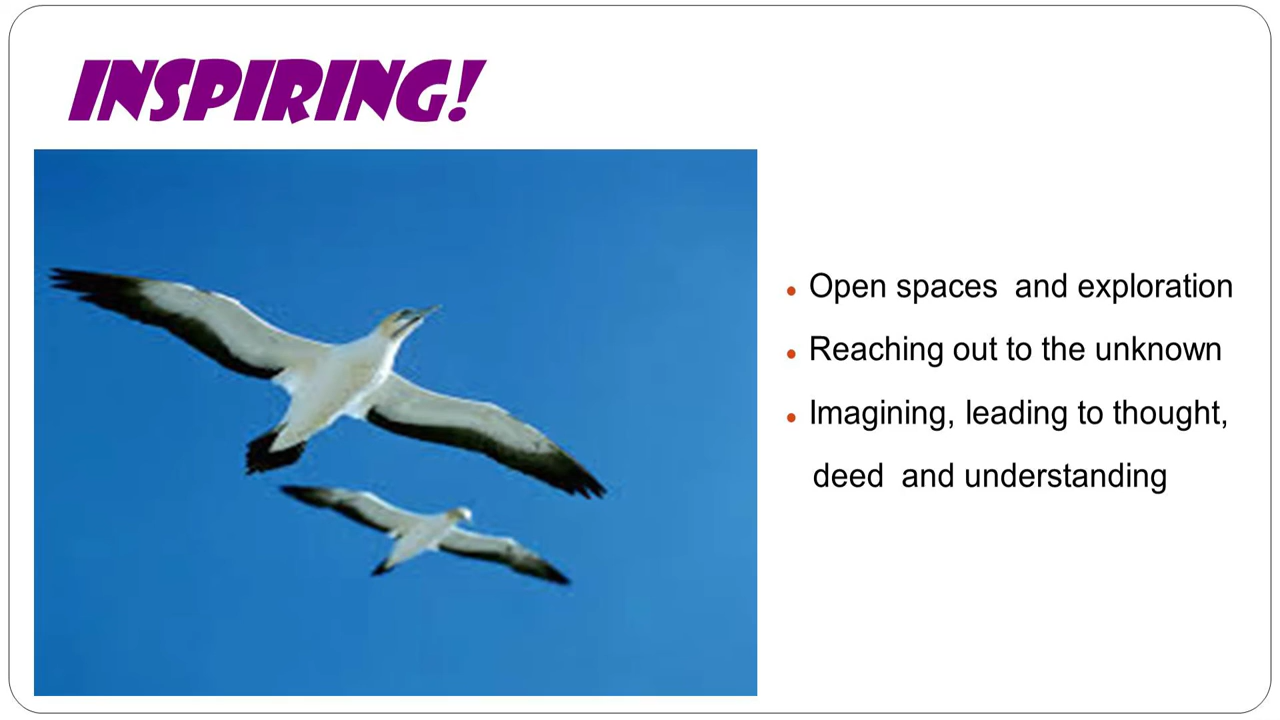 INSPIRING!
• Open spaces and exploration
• Reaching out to the unknown
• Imagining, leading to thought,
deed and understanding